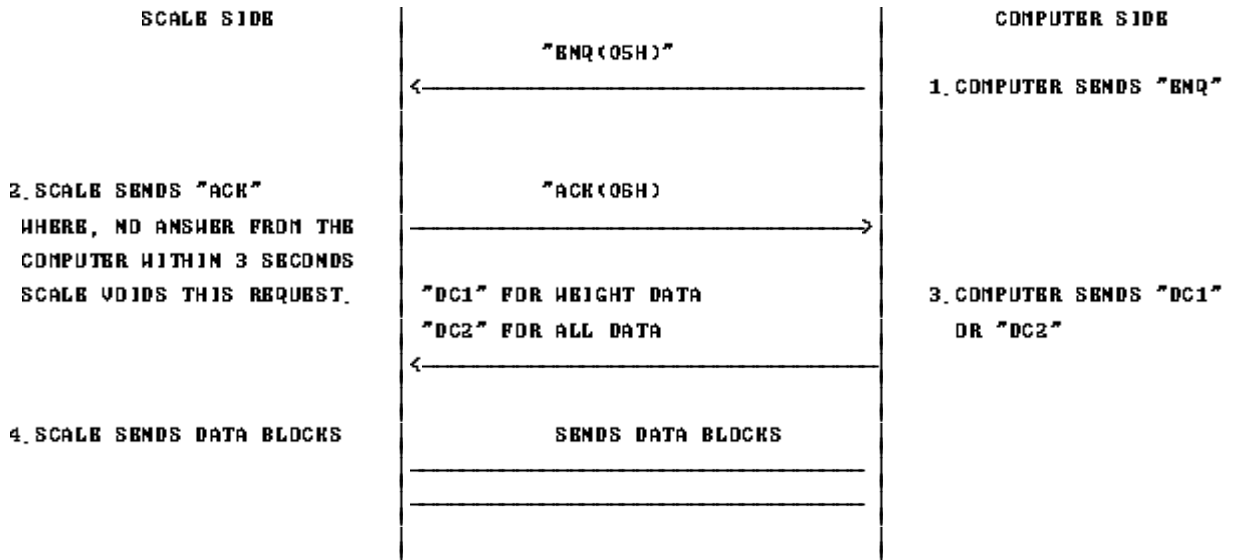 SCALE SIDE COMPUTER SIDE
"ENQ(05H)"
1.COMPUTER SENDS "ENQ"
2.SCALE SENDS "ACK" "ACK(06H)
WHERE, NO ANSWER FROM THE
COMPUTER WITHIN 3 SECONDS
SCALE VOIDS THIS REQUEST. "DC1" FOR WEIGHT DATA 3.COMPUTER SENDS "DC1"
"DC2" FOR ALL DATA OR "DC2"
4.SCALE SENDS DATA BLOCKS SENDS DATA BLOCKS